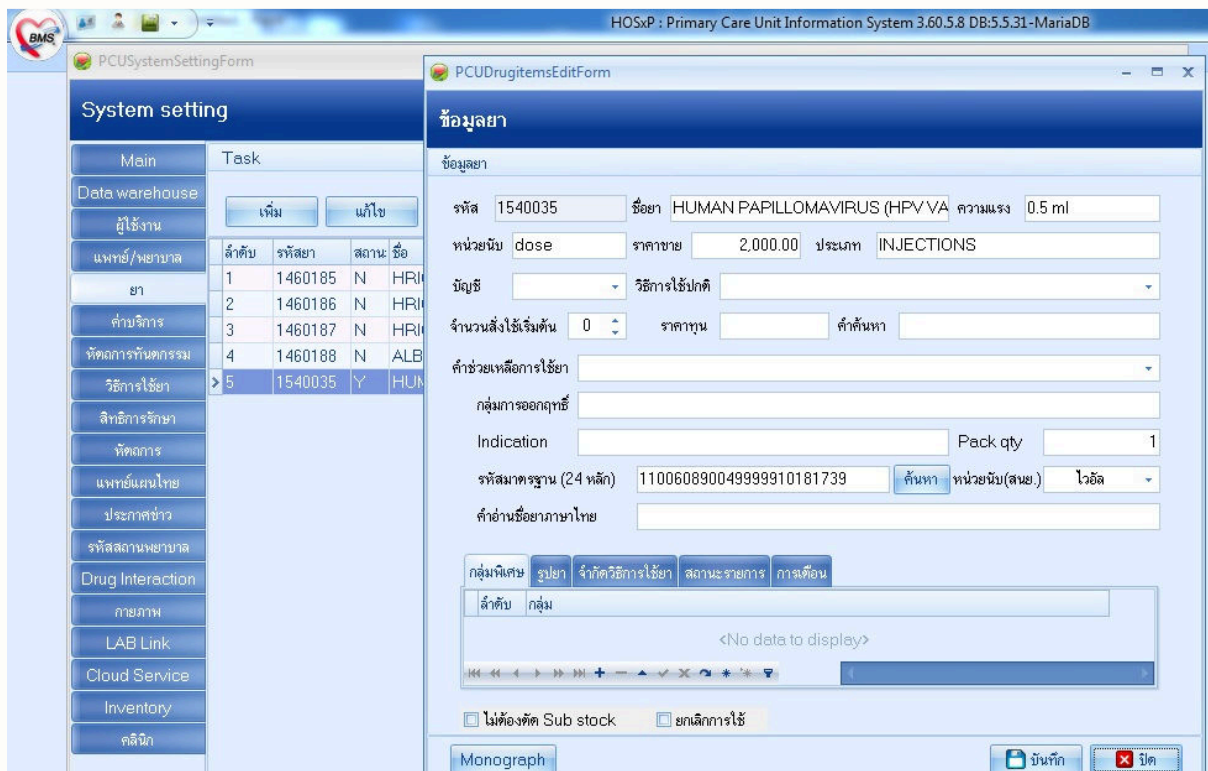 BMS
HOSxP : Primary Care Unit Information System 3.60.5.8 DB:5.5.31-MariaDB
PCUSystemSettingForm
System setting
Main
Data warehouse
ผู้ใช้งาน
แพทย์/พยาบาล
ยา
ค่าบริการ
หัตถการทันตกรรม
วิธีการใช้ยา
สิทธิการรักษา
หัตถการ
แพทย์แผนไทย
ประกาศข่าว
รหัสสถานพยาบาล
Drug Interaction
กายภาพ
LAB Link
Cloud Service
Inventory
คลินิก
Task
เพิ่ม แก้ไข
ลำดับ รหัสยา สถานะ ชื่อ
1 1460185 N HRI
2 1460186 N HRI
3 1460187 N HRI
4 1460188 N ALB
5 1540035 Y HUM
PCUDrugitemsEditForm
ข้อมูลยา
ข้อมูลยา
รหัส 1540035 ชื่อยา HUMAN PAPILLOMAVIRUS (HPV VA ความแรง 0.5 ml
หน่วยนับ dose ราคาขาย 2,000.00 ประเภท INJECTIONS
บัญชี วิธีการใช้ปกติ
จำนวนสั่งใช้เริ่มต้น 0 ราคาทุน คำค้นหา
คำช่วยเหลือการใช้ยา
กลุ่มการออกฤทธิ์
Indication Pack qty 1
รหัสมาตรฐาน (24 หลัก) 110060890049999910181739 ค้นหา หน่วยนับ(สนย.) ไวอัล
คำอ่านชื่อยาภาษาไทย
กลุ่มพิเศษ รูปยา จำกัดวิธีการใช้ยา สถานะรายการ การเตือน
ลำดับ กลุ่ม
<No data to display>
ไม่ต้องตัด Sub stock ยกเลิกการใช้
Monograph บันทึก ปิด